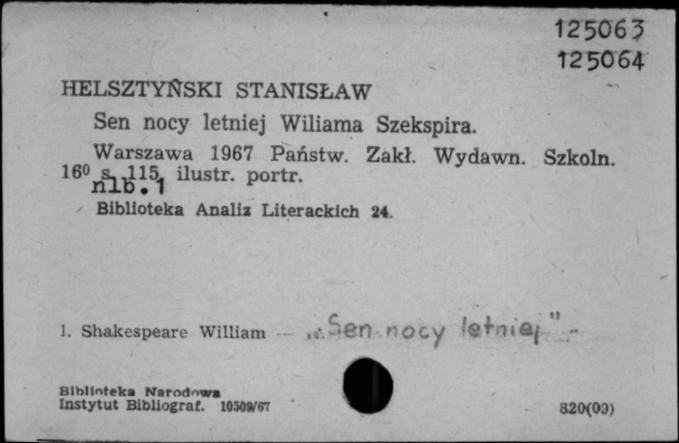 125063
125064
HELSZTYŃSKI STANISŁAW
Sen nocy letniej Wiliama Szekspira.
Warszawa 1967 Państw. Zakł. Wydawn. Szkoln.
16⁰ s. 115, ilustr. portr.
nlb. 1
Biblioteka Analiz Literackich 24.
1. Shakespeare William — „Sen nocy letniej” -
Biblioteka Narodowa
Instytut Bibliograf. 10509/67
820(09)